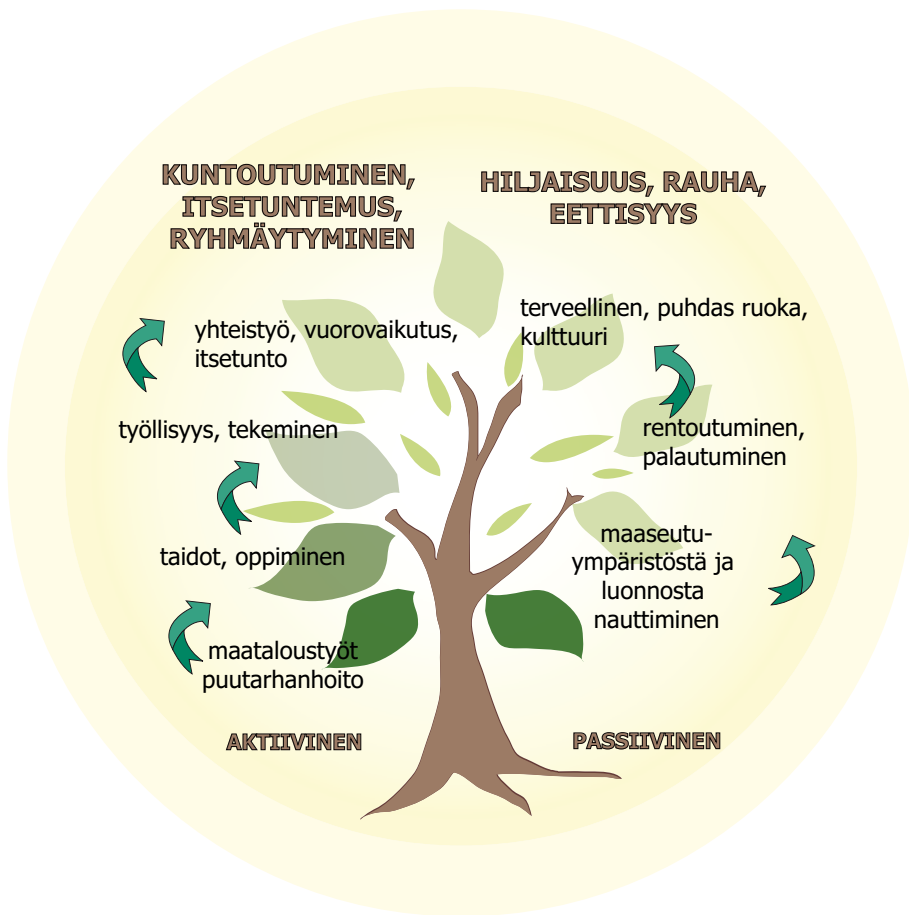 KUNTOUTUMINEN,
ITSETUNTEMUS,
RYHMÄYTYMINEN
HILJAISUUS, RAUHA,
EETTISYYS
yhteistyö, vuorovaikutus,
itsetunto
työllisyys, tekeminen
taidot, oppiminen
maataloustyöt
puutarhanhoito
AKTIIVINEN
terveellinen, puhdas ruoka,
kulttuuri
rentoutuminen,
palautuminen
maaseutu-
ympäristöstä ja
luonnosta
nauttiminen
PASSIIVINEN